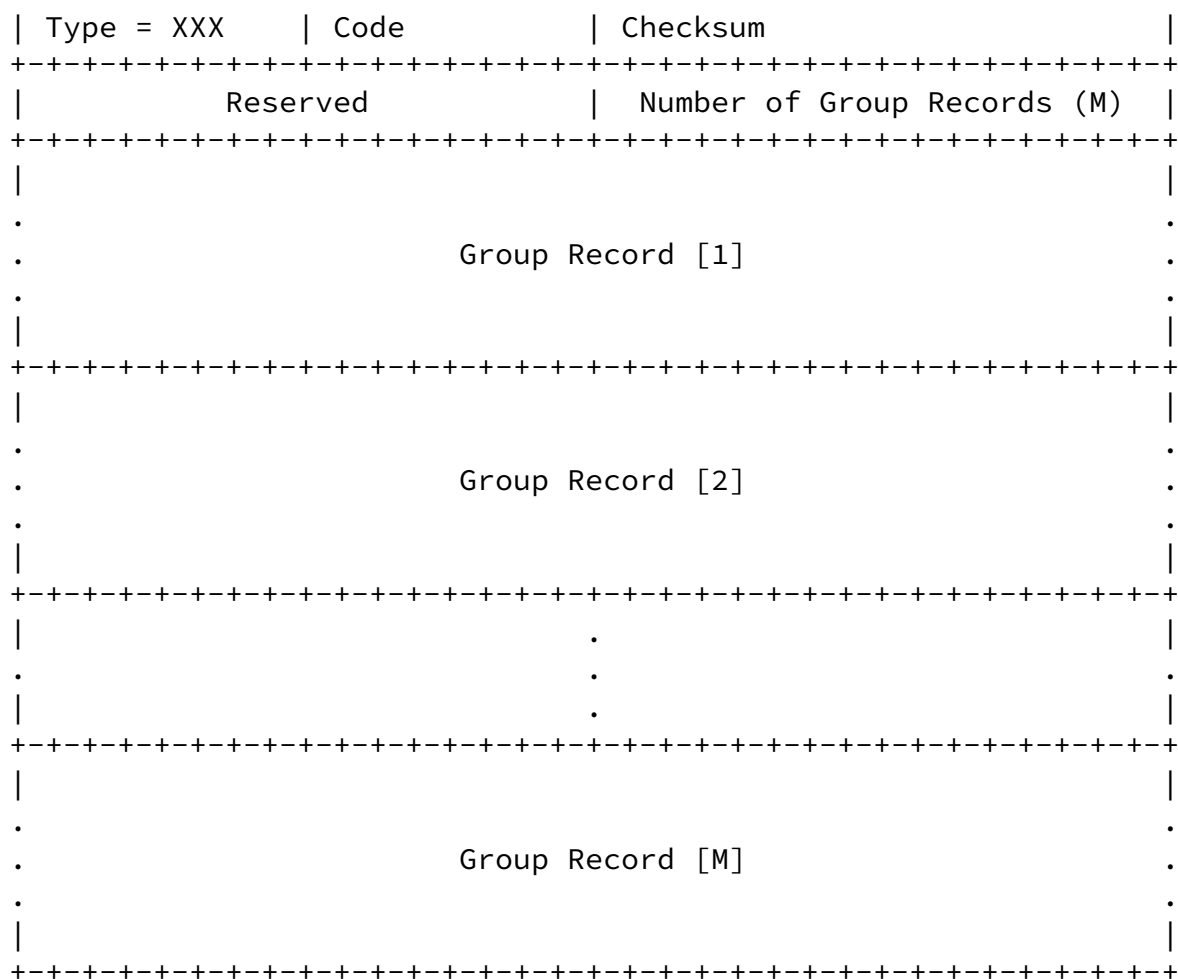 | Type = XXX    | Code          | Checksum                      |
+-+-+-+-+-+-+-+-+-+-+-+-+-+-+-+-+-+-+-+-+-+-+-+-+-+-+-+-+-+-+-+-+
|           Reserved            |  Number of Group Records (M)  |
+-+-+-+-+-+-+-+-+-+-+-+-+-+-+-+-+-+-+-+-+-+-+-+-+-+-+-+-+-+-+-+-+
|                                                               |
.                                                               .
.                        Group Record [1]                       .
.                                                               .
|                                                               |
+-+-+-+-+-+-+-+-+-+-+-+-+-+-+-+-+-+-+-+-+-+-+-+-+-+-+-+-+-+-+-+-+
|                                                               |
.                                                               .
.                        Group Record [2]                       .
.                                                               .
|                                                               |
+-+-+-+-+-+-+-+-+-+-+-+-+-+-+-+-+-+-+-+-+-+-+-+-+-+-+-+-+-+-+-+-+
|                               .                               |
.                               .                               .
|                               .                               |
+-+-+-+-+-+-+-+-+-+-+-+-+-+-+-+-+-+-+-+-+-+-+-+-+-+-+-+-+-+-+-+-+
|                                                               |
.                                                               .
.                        Group Record [M]                       .
.                                                               .
|                                                               |
+-+-+-+-+-+-+-+-+-+-+-+-+-+-+-+-+-+-+-+-+-+-+-+-+-+-+-+-+-+-+-+-+